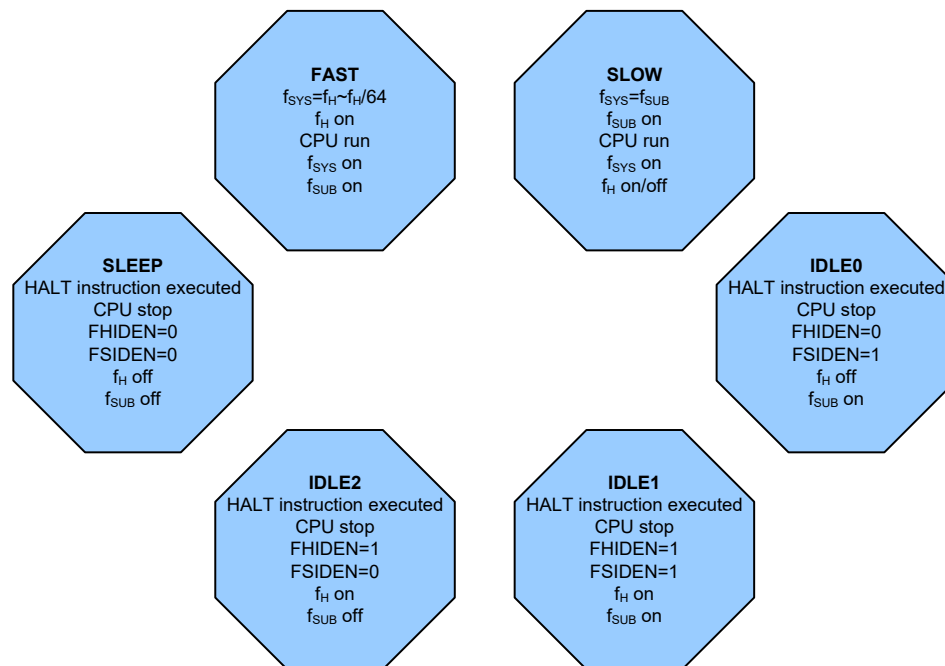 FAST
fSYS=fH~fH/64
fH on
CPU run
fSYS on
fSUB on
SLOW
fSYS=fSUB
fSUB on
CPU run
fSYS on
fH on/off
SLEEP
HALT instruction executed
CPU stop
FHIDEN=0
FSIDEN=0
fH off
fSUB off
IDLE0
HALT instruction executed
CPU stop
FHIDEN=0
FSIDEN=1
fH off
fSUB on
IDLE2
HALT instruction executed
CPU stop
FHIDEN=1
FSIDEN=0
fH on
fSUB off
IDLE1
HALT instruction executed
CPU stop
FHIDEN=1
FSIDEN=1
fH on
fSUB on